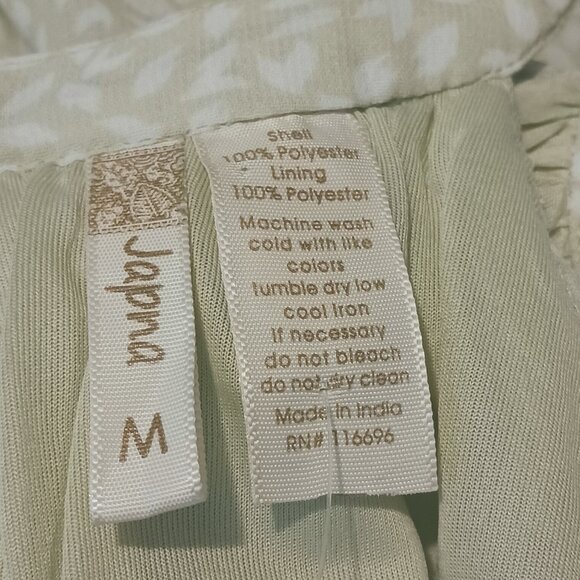 Japna
M
Shell
100% Polyester
Lining
100% Polyester
Machine wash
cold with like
colors
tumble dry low
cool Iron
If necessary
do not bleach
do not dry clean
Made in India
RN# 116696